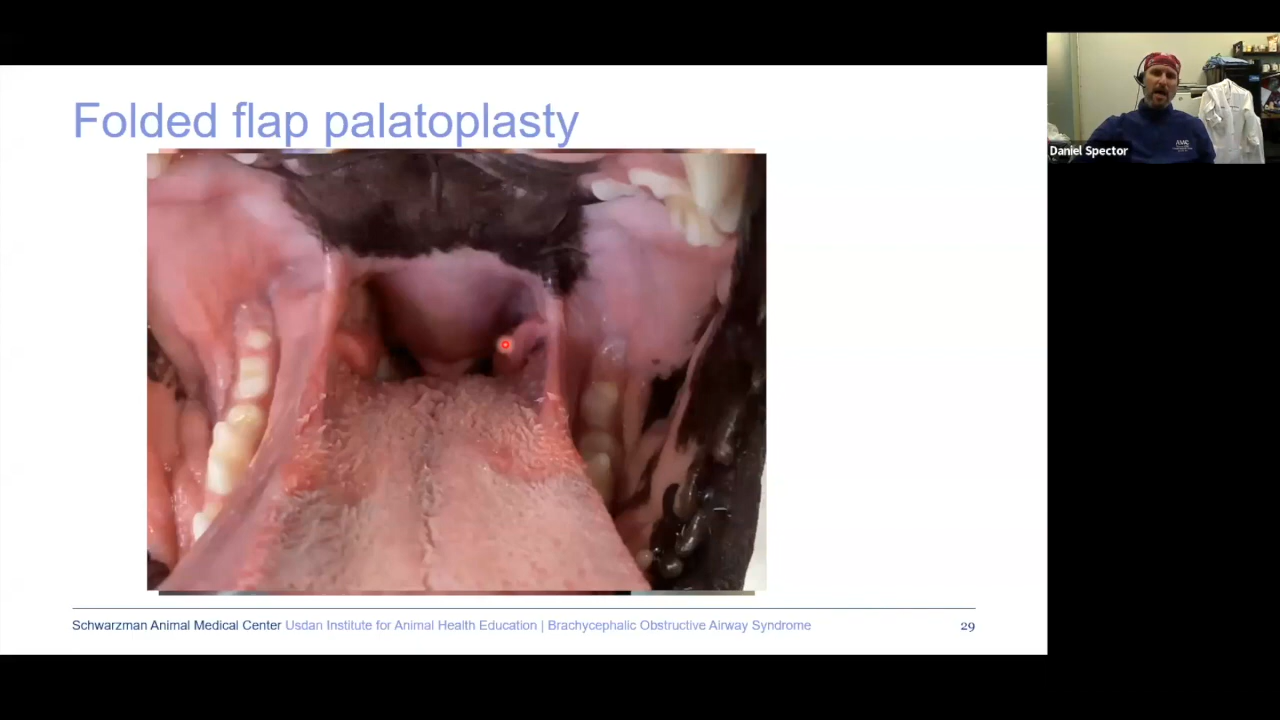 Folded flap palatoplasty
Daniel Spector
Schwarzman Animal Medical Center Usdan Institute for Animal Health Education | Brachycephalic Obstructive Airway Syndrome
29